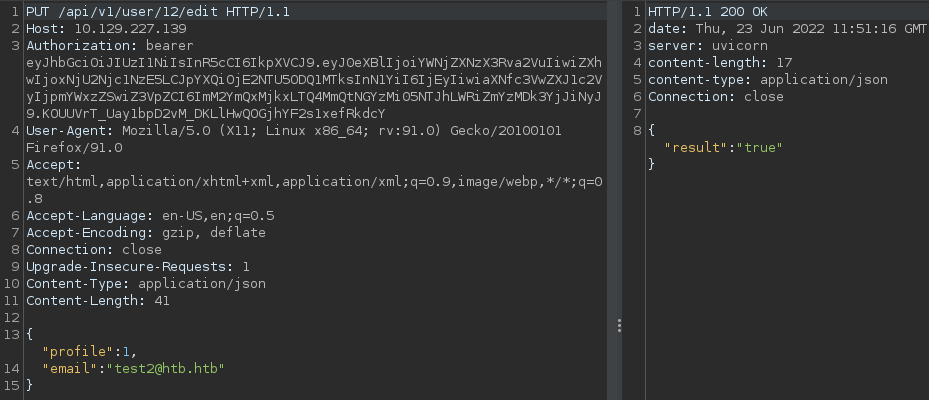 1 PUT /api/v1/user/12/edit HTTP/1.1
2 Host: 10.129.227.139
3 Authorization: bearer
eyJhbGciOiJIUzI1NiIsInR5cCI6IkpXVCJ9.eyJ0eXBlIjoiYWNjZXNzX3Rva2VuIiwiZXh
wIjoxNjU2Njc1NzE5LCJpYXQiOjE2NTU5ODQ1MTksInN1YiI6IjEyIiwiaXNfc3VwZXJ1c2V
yIjpmYWxzZSwiZ3VpZCI6ImM2YmQxMjkxLTQ4MmQtNGYzMi05NTJhLWRiZmYzMDk3YjJiNyJ
9.KOUUVrT_Uay1bpD2vM_DKLlHwQOGjhYF2s1xefRkdcY
4 User-Agent: Mozilla/5.0 (X11; Linux x86_64; rv:91.0) Gecko/20100101
Firefox/91.0
5 Accept:
text/html,application/xhtml+xml,application/xml;q=0.9,image/webp,*/*;q=0
.8
6 Accept-Language: en-US,en;q=0.5
7 Accept-Encoding: gzip, deflate
8 Connection: close
9 Upgrade-Insecure-Requests: 1
10 Content-Type: application/json
11 Content-Length: 41
12
13 {
"profile":1,
14 "email":"test2@htb.htb"
15 }
1 HTTP/1.1 200 OK
2 date: Thu, 23 Jun 2022 11:51:16 GMT
3 server: uvicorn
4 content-length: 17
5 content-type: application/json
6 Connection: close
7
8 {
"result":"true"
}